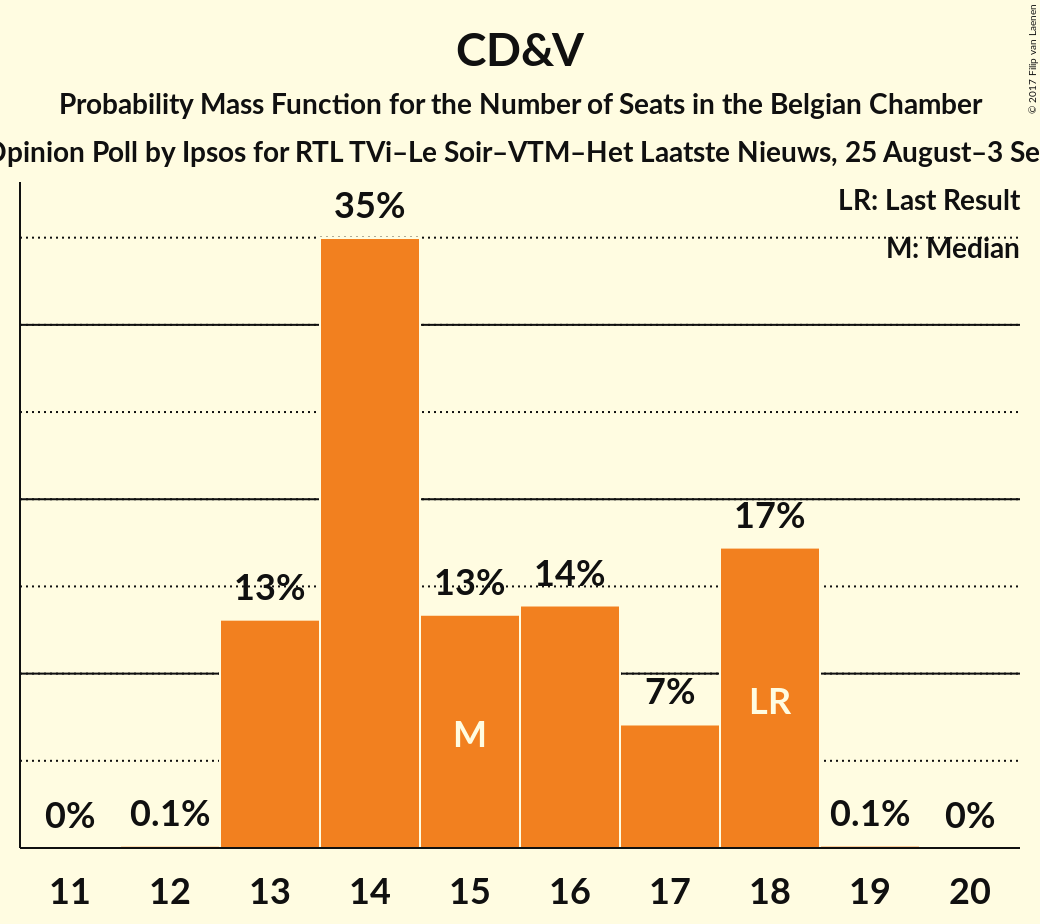 CD&V
Probability Mass Function for the Number of Seats in the Belgian Chamber
Opinion Poll by Ipsos for RTL TVi–Le Soir–VTM–Het Laatste Nieuws, 25 August–3 Se
© 2017 Filip van Laenen
LR: Last Result
M: Median
35%
17%
13%
13%
14%
7%
0%
0.1%
0.1%
0%
M
LR
11 12 13 14 15 16 17 18 19 20